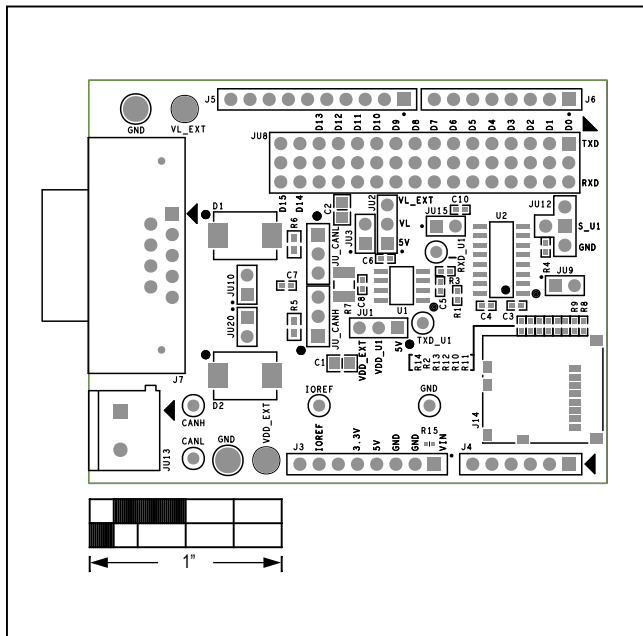 J5
J6
GND
VL_EXT
D13
D12
D11
D10
D9
D8
D7
D6
D5
D4
D3
D2
D1
D0
JU8
TXD
RXD
D15
D14
D1
R6
C2
JU2
VL_EXT
VL
5V
C10
JU15
U2
JU12
S_U1
GND
JU_CANL
JU3
C6
RXD_U1
R4
JU9
JU10
C7
R7
C8
U1
C5
R3
R1
JU20
R5
JU_CANH
JU1
TXD_U1
C4
C3
R9
R8
C1
VDD_EXT
VDD_U1
5V
R14
R2
R13
R12
R10
R11
J7
D2
J14
CANH
IOREF
GND
JU13
CANL
GND
VDD_EXT
J3
IOREF
3.3V
5V
GND
GND
R15
VIN
J4
1”